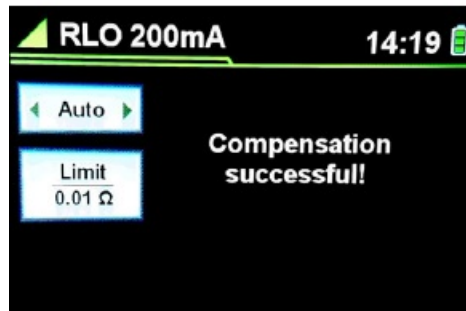 RLO 200mA
14:19
Auto
Limit
0.01 Ω
Compensation
successful!